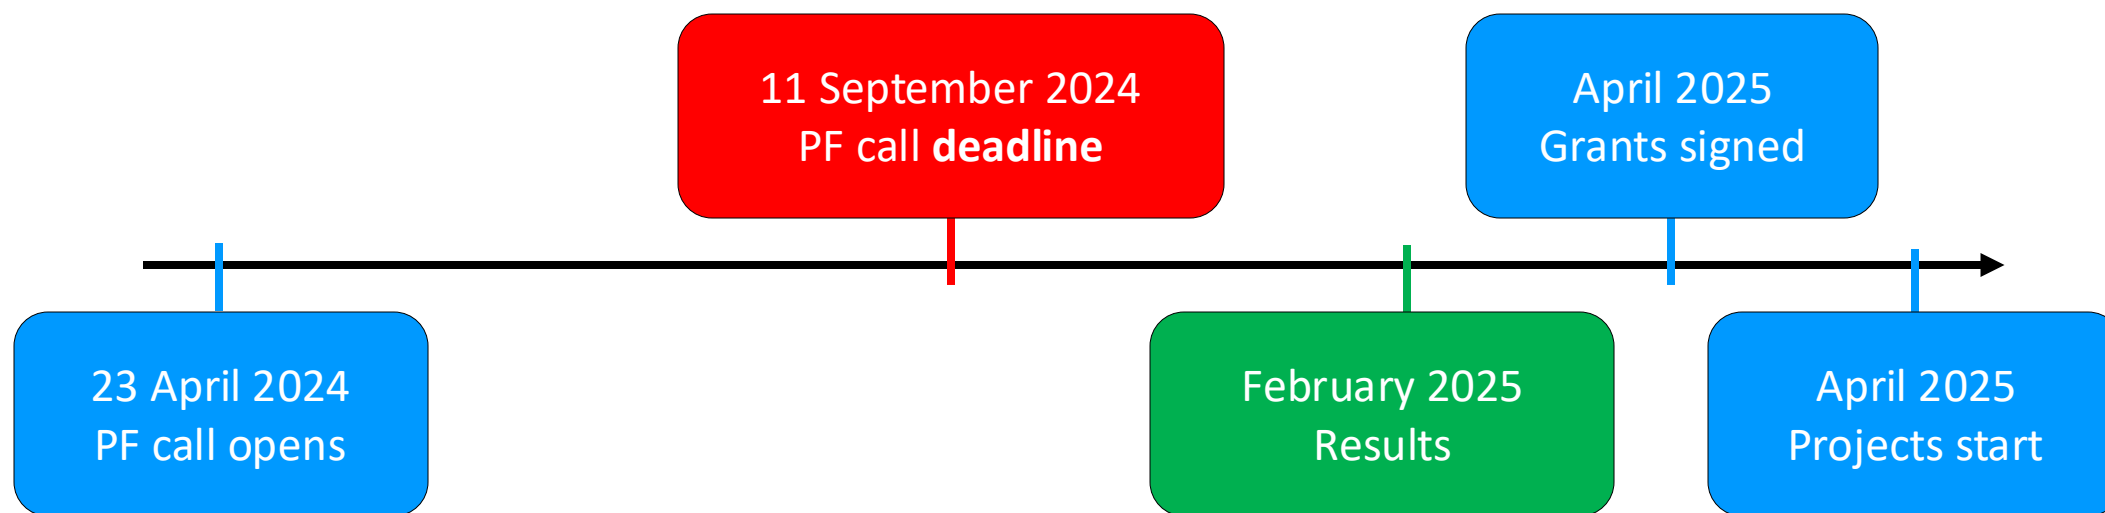 23 April 2024
PF call opens
11 September 2024
PF call deadline
February 2025
Results
April 2025
Grants signed
April 2025
Projects start